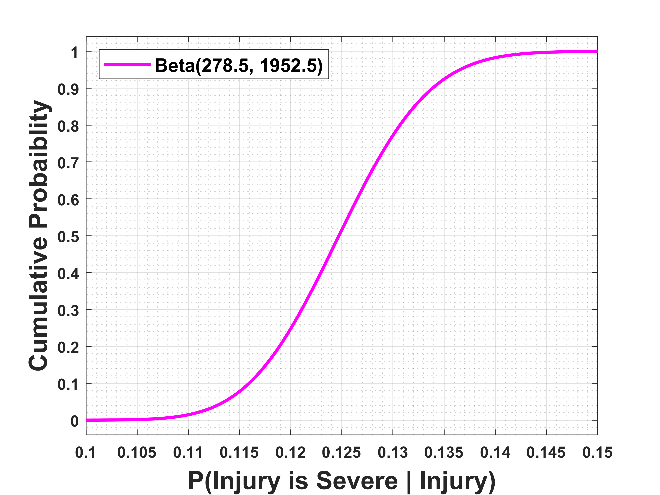 Beta(278.5, 1952.5)
Cumulative Probaiblity
1
0.9
0.8
0.7
0.6
0.5
0.4
0.3
0.2
0.1
0
0.1 0.105 0.11 0.115 0.12 0.125 0.13 0.135 0.14 0.145 0.15
P(Injury is Severe | Injury)